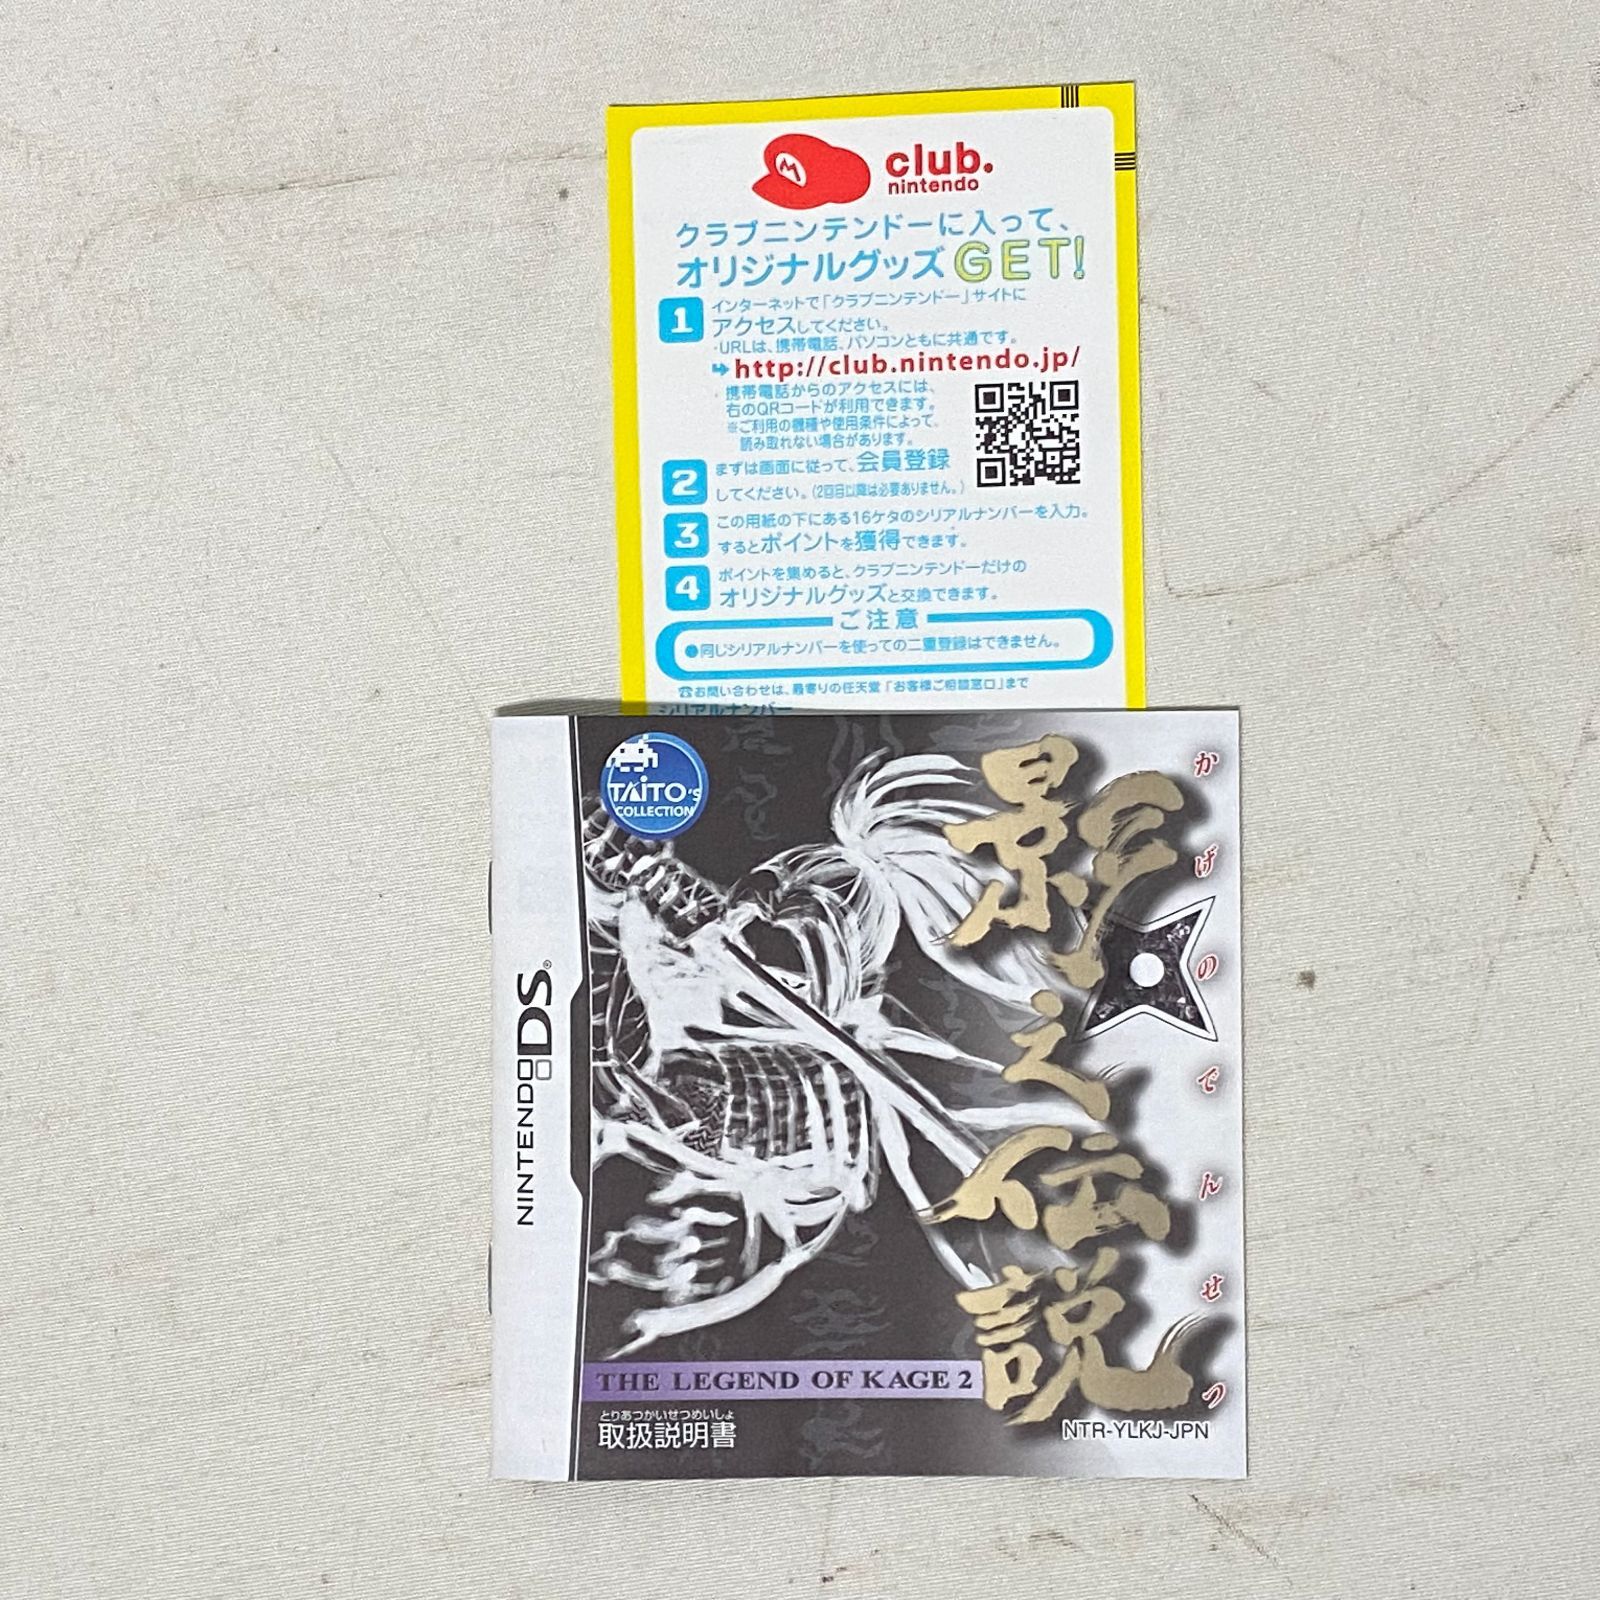 club.
nintendo
クラブニンテンドーに入って、
オリジナルグッズGET!
1 インターネットで「クラブニンテンドー」サイトに
アクセスしてください。
・URLは、携帯電話、パソコンともに共通です。
http://club.nintendo.jp/
・携帯電話からのアクセスには、
右のQRコードが利用できます。
※ご利用の機種や使用条件によって、
読み取れない場合があります。
2 まずは画面に従って、会員登録
してください。(2回目以降は必要ありません。)
3 この用紙の下にある16ケタのシリアルナンバーを入力。
するとポイントを獲得できます。
4 ポイントを集めると、クラブニンテンドーだけの
オリジナルグッズと交換できます。
ご注意
●同じシリアルナンバーを使っての二重登録はできません。
☎お問い合わせは、最寄りの任天堂「お客様ご相談窓口」まで
シリアルナンバー
NINTENDO DS®
TAITO's
COLLECTION
影之伝説
かげのでんせつ
THE LEGEND OF KAGE 2
とりあつかいせつめいしょ
取扱説明書
NTR-YLKJ-JPN